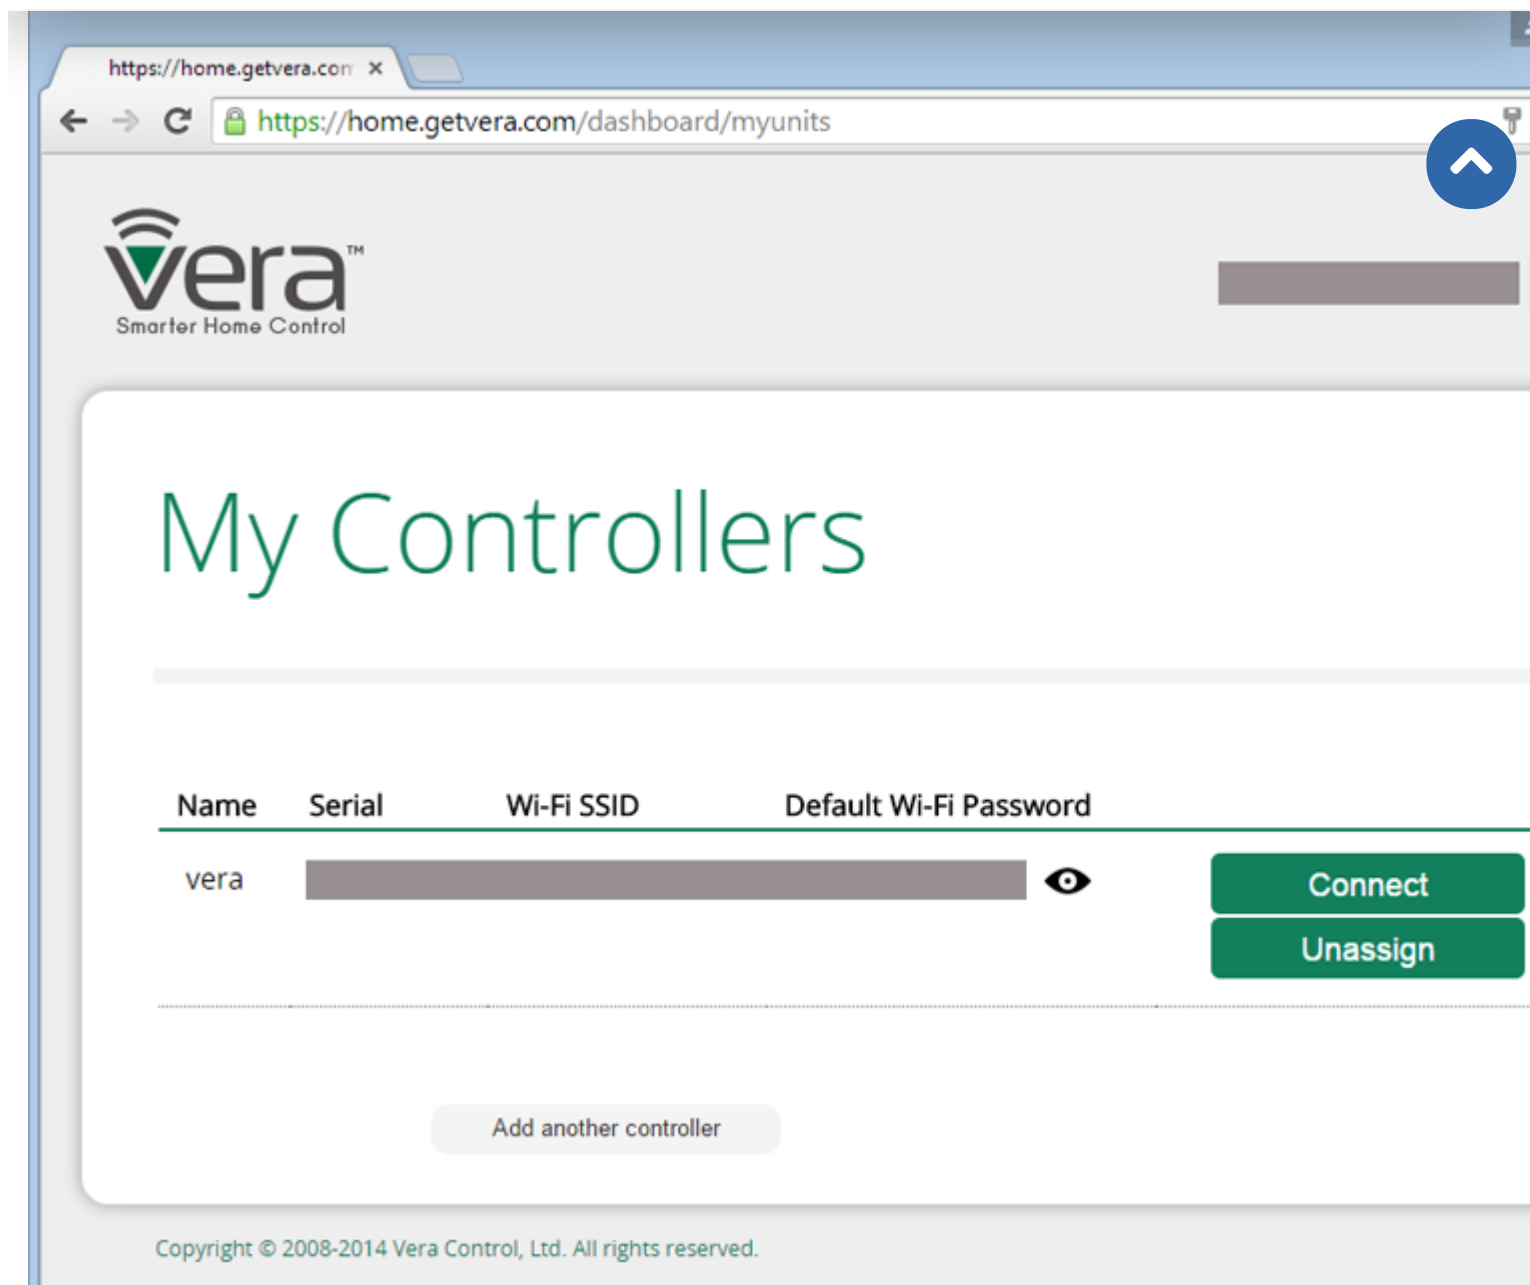 https://home.getvera.com
https://home.getvera.com/dashboard/myunits
vera™
Smarter Home Control
My Controllers
Name Serial Wi-Fi SSID Default Wi-Fi Password
vera
Connect
Unassign
Add another controller
Copyright © 2008-2014 Vera Control, Ltd. All rights reserved.